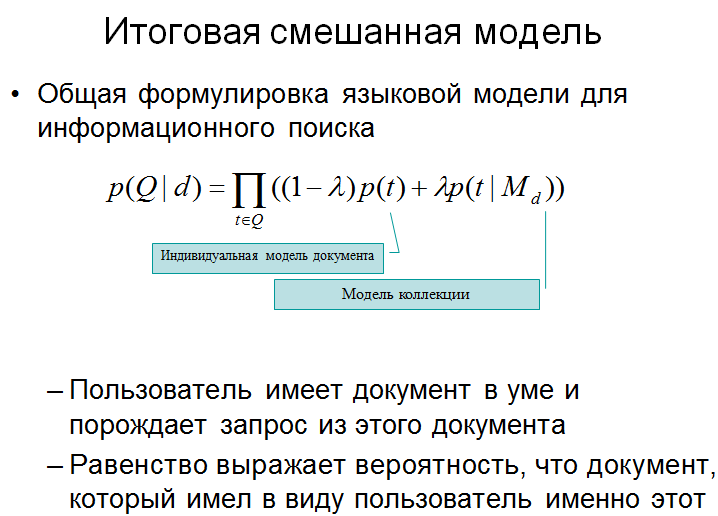 Итоговая смешанная модель
• Общая формулировка языковой модели для
информационного поиска
p(Q | d) = ∏ ((1 − λ) p(t) + λp(t | M_d))
t∈Q
Индивидуальная модель документа
Модель коллекции
– Пользователь имеет документ в уме и
порождает запрос из этого документа
– Равенство выражает вероятность, что документ,
который имел в виду пользователь именно этот